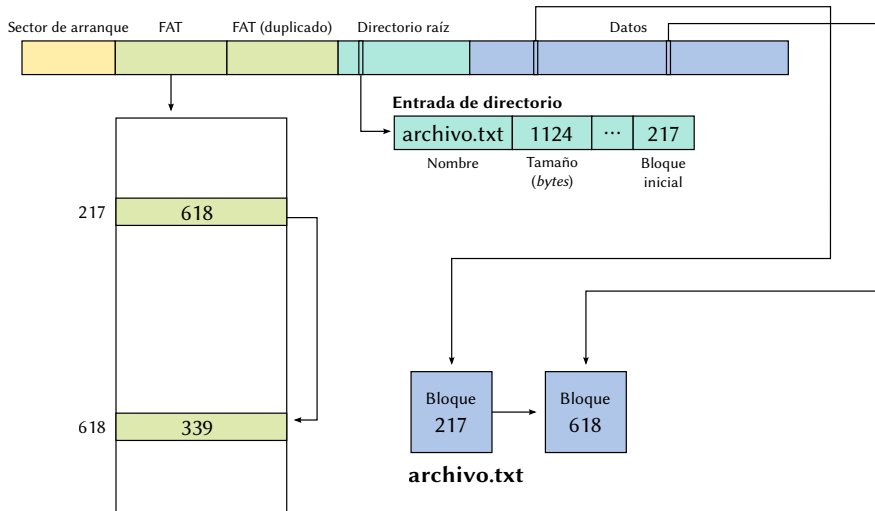 Sector de arranque
FAT
FAT (duplicado)
Directorio raíz
Datos
Entrada de directorio
archivo.txt
1124
...
217
Nombre
Tamaño
(bytes)
Bloque
inicial
217
618
618
339
Bloque
217
Bloque
618
archivo.txt